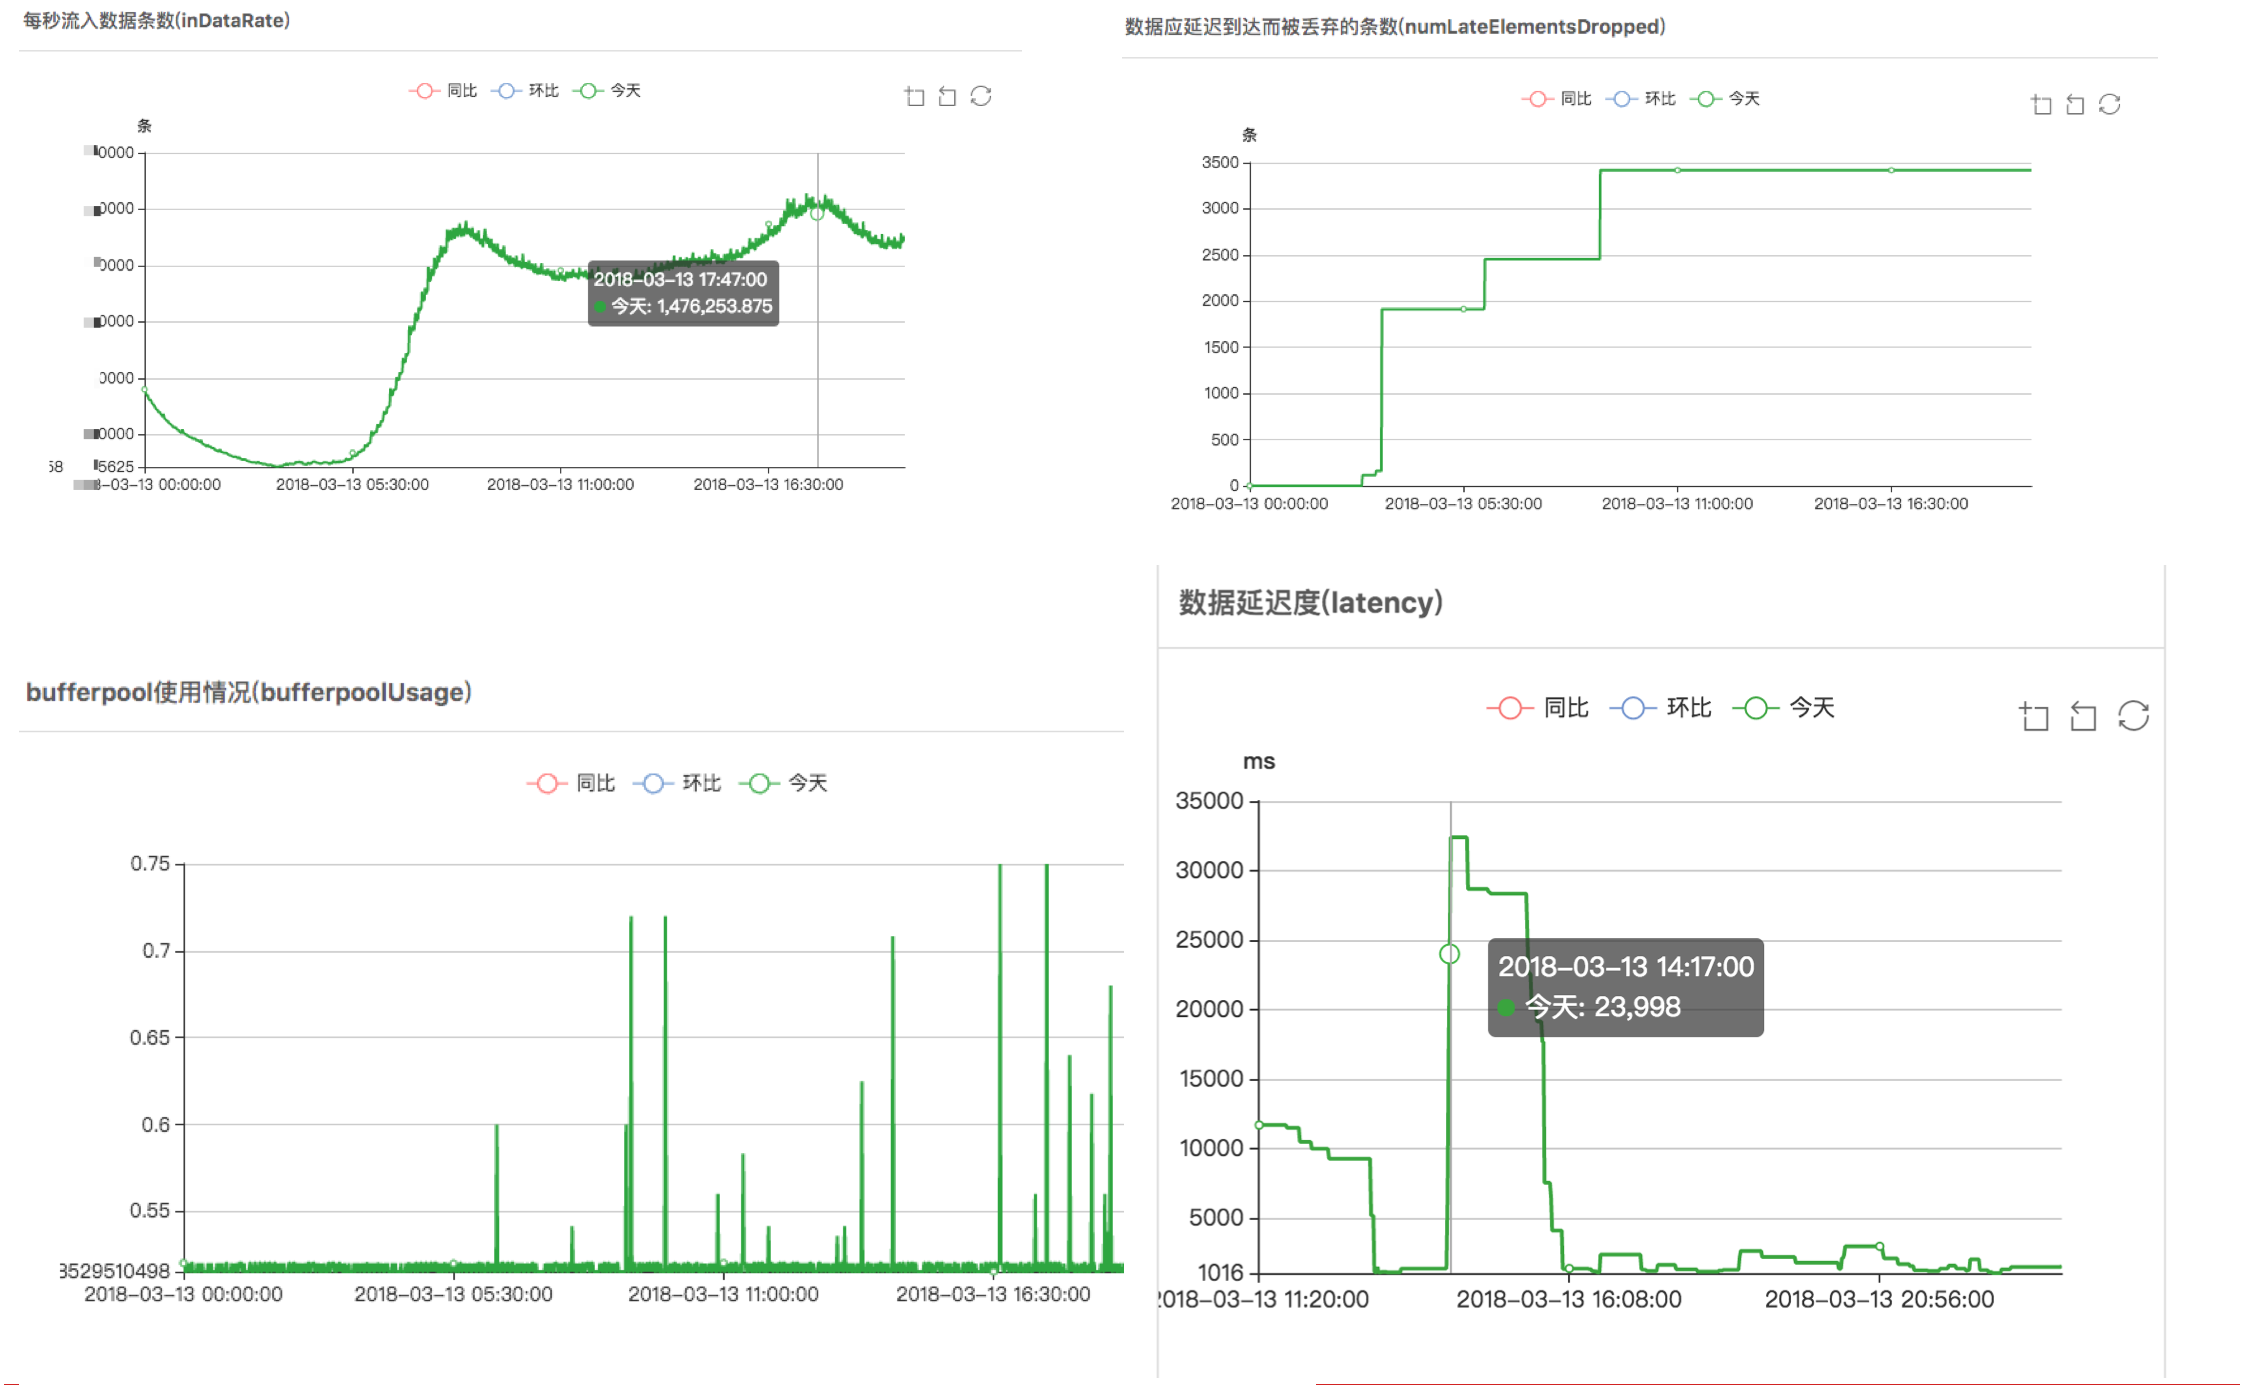 每秒流入数据条数(inDataRate)
同比 环比 今天
条
0000
0000
0000
0000
0000
0000
58 5625
-03-13 00:00:00 2018-03-13 05:30:00 2018-03-13 11:00:00 2018-03-13 16:30:00
2018-03-13 17:47:00
今天: 1,476,253.875
数据应延迟到达而被丢弃的条数(numLateElementsDropped)
同比 环比 今天
条
3500
3000
2500
2000
1500
1000
500
0
2018-03-13 00:00:00 2018-03-13 05:30:00 2018-03-13 11:00:00 2018-03-13 16:30:00
bufferpool使用情况(bufferpoolUsage)
同比 环比 今天
0.75
0.7
0.65
0.6
0.55
3529510498
2018-03-13 00:00:00 2018-03-13 05:30:00 2018-03-13 11:00:00 2018-03-13 16:30:00
数据延迟度(latency)
同比 环比 今天
ms
35000
30000
25000
20000
15000
10000
5000
1016
2018-03-13 11:20:00 2018-03-13 16:08:00 2018-03-13 20:56:00
2018-03-13 14:17:00
今天: 23,998